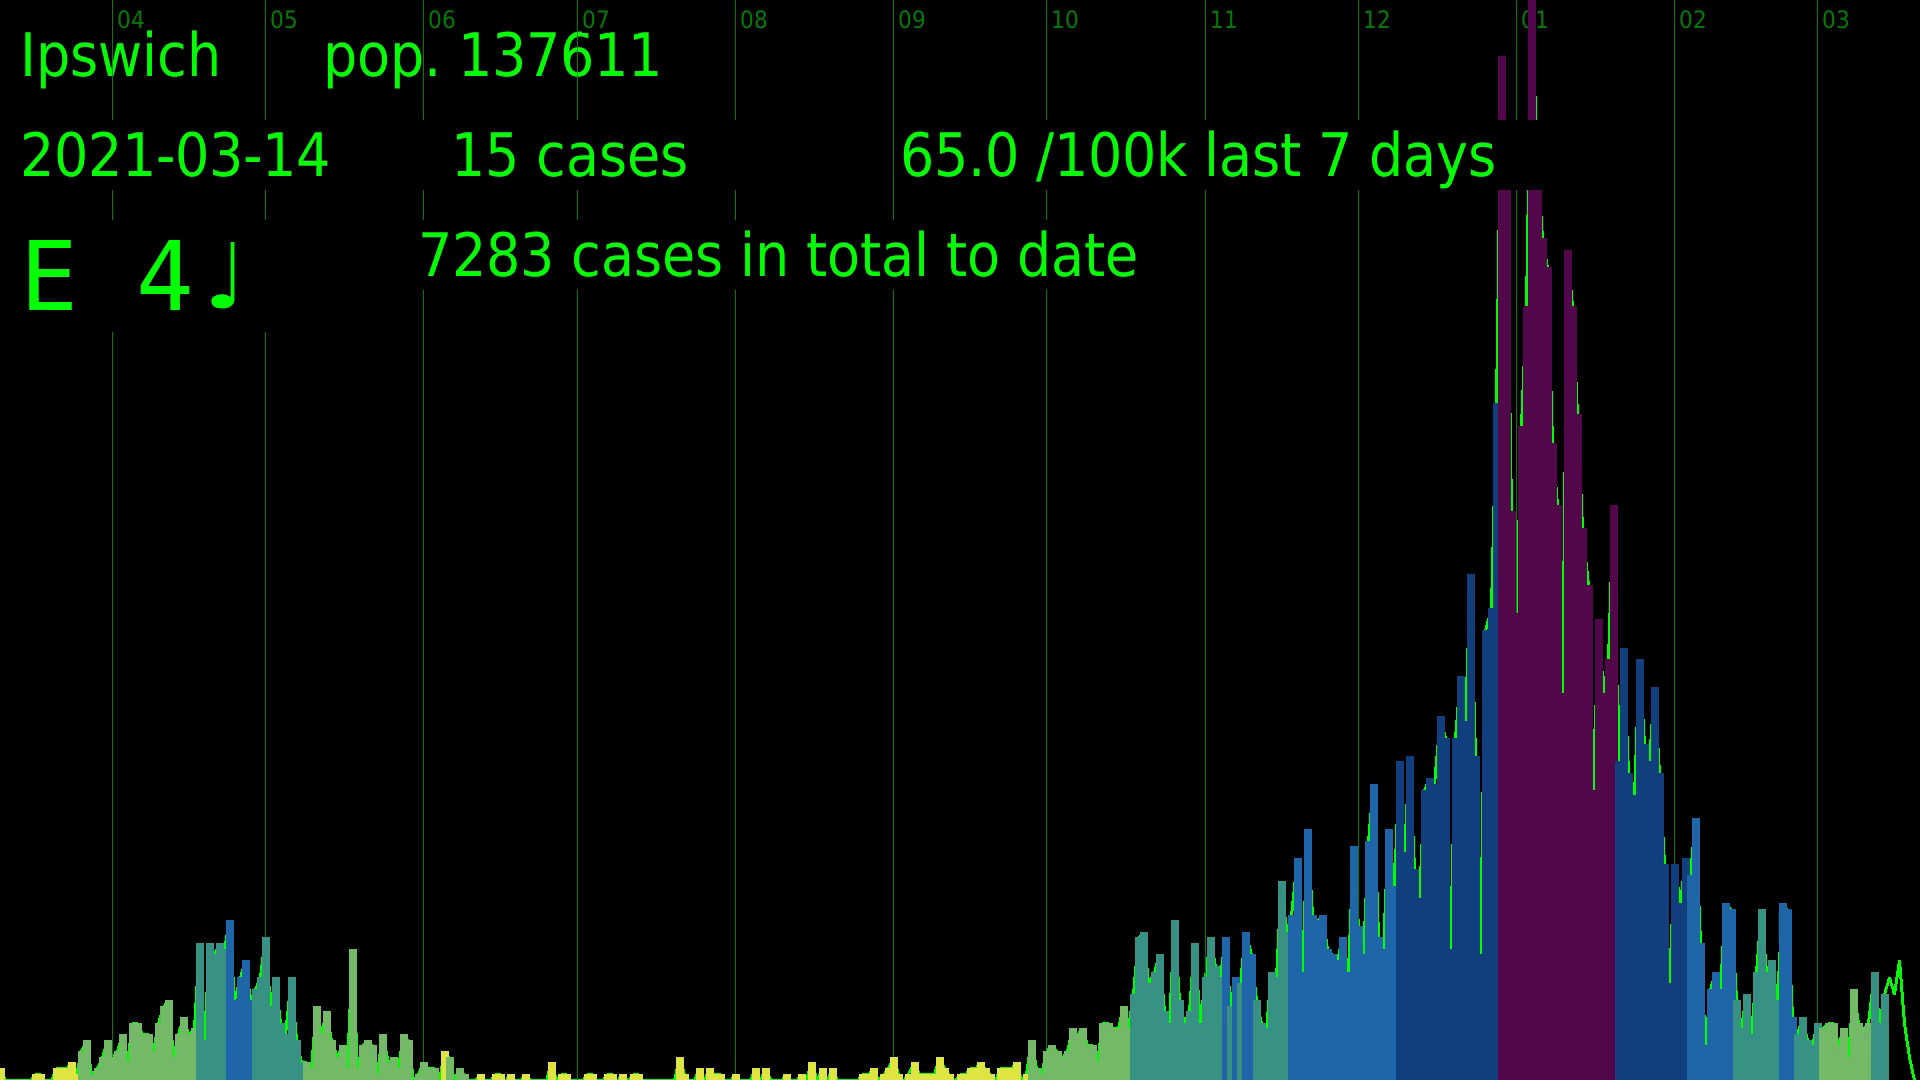 04 05 06 07 08 09 10 11 12 01 02 03
Ipswich pop. 137611
2021-03-14 15 cases 65.0 /100k last 7 days
E 4♩ 7283 cases in total to date